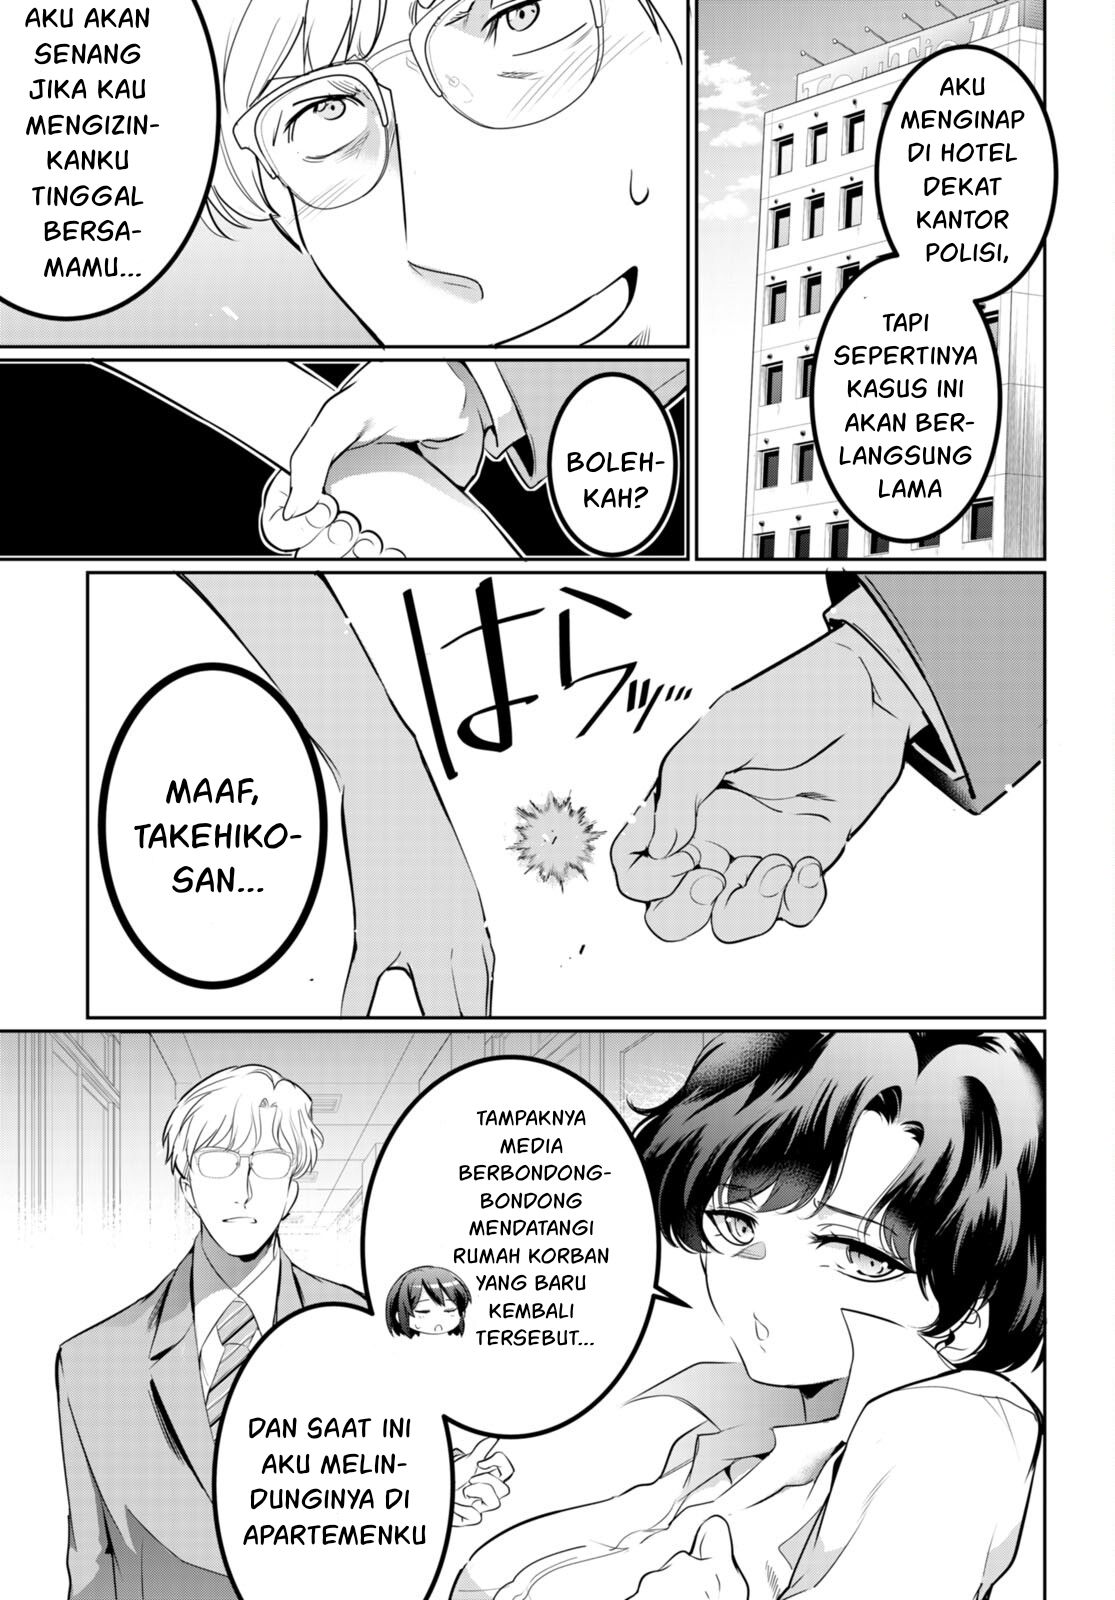 AKU
MENGINAP
DI HOTEL
DEKAT
KANTOR
POLISI,
TAPI
SEPERTINYA
KASUS INI
AKAN BER-
LANGSUNG
LAMA
AKU AKAN
SENANG
JIKA KAU
MENGIZIN-
KANKU
TINGGAL
BERSA-
MAMU...
BOLEH-
KAH?
はらッ
MAAF,
TAKEHIKO-
SAN...
TAMPAKNYA
MEDIA
BERBONDONG-
BONDONG
MENDATANGI
RUMAH KORBAN
YANG BARU
KEMBALI
TERSEBUT...
DAN SAAT INI
AKU MELIN-
DUNGINYA DI
APARTEMENKU